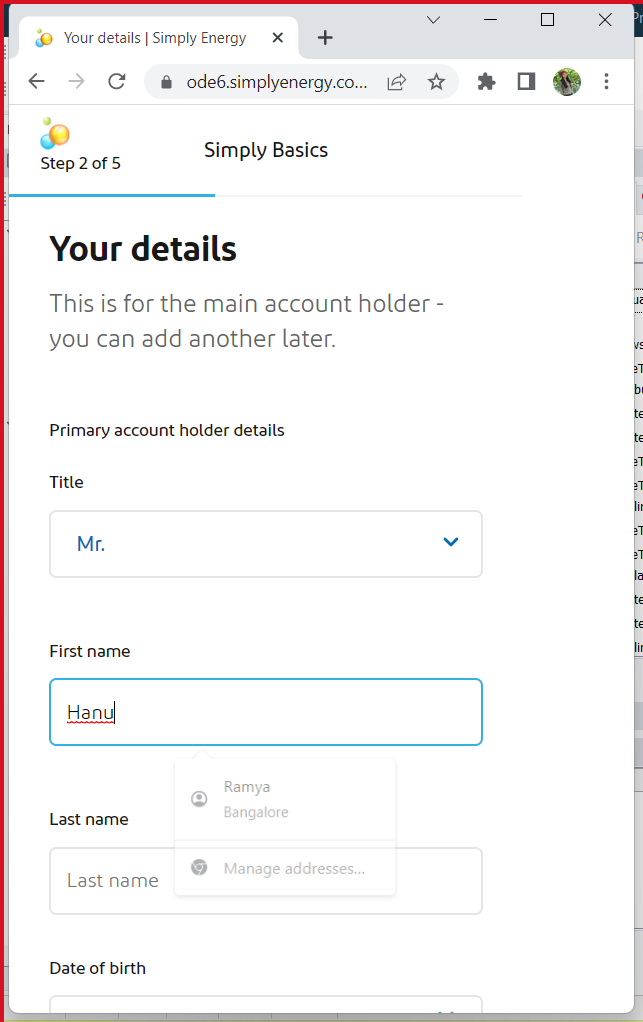 Your details | Simply Energy
ode6.simplyenergy.co...
Step 2 of 5
Simply Basics
Your details
This is for the main account holder -
you can add another later.
Primary account holder details
Title
Mr.
First name
Hanu
Ramya
Bangalore
Manage addresses...
Last name
Last name
Date of birth